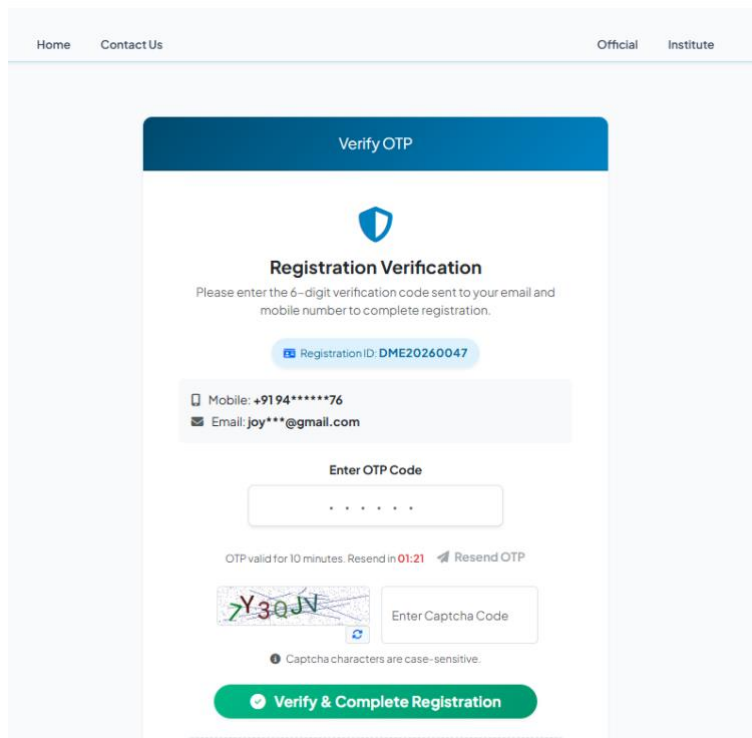 Home Contact Us Official Institute
Verify OTP
Registration Verification
Please enter the 6-digit verification code sent to your email and
mobile number to complete registration.
Registration ID: DME20260047
Mobile: +91 94******76
Email: joy***@gmail.com
Enter OTP Code
OTP valid for 10 minutes. Resend in 01:21 Resend OTP
7Y3QJV Enter Captcha Code
Captcha characters are case-sensitive.
Verify & Complete Registration